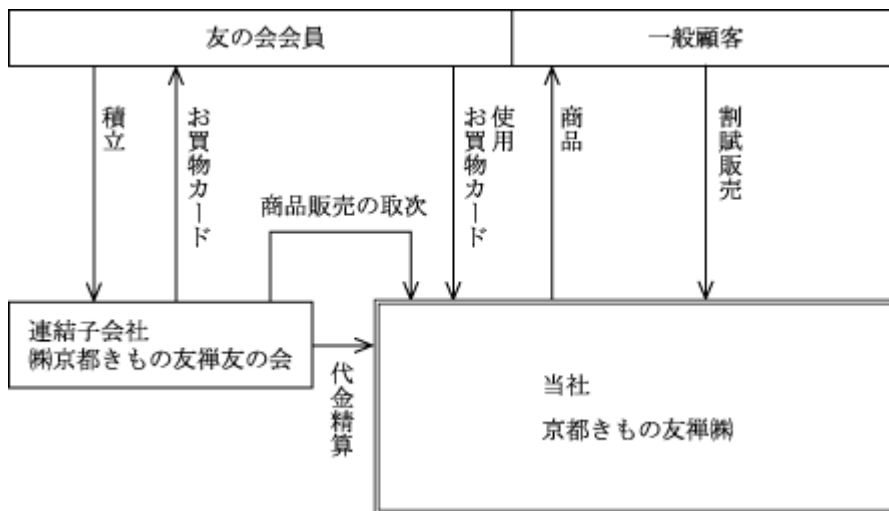 友の会会員
一般顧客
積立
お買物カード
お買物カード
使用
商品
割賦販売
商品販売の取次
連結子会社
㈱京都きもの友禅友の会
代金精算
当社
京都きもの友禅㈱